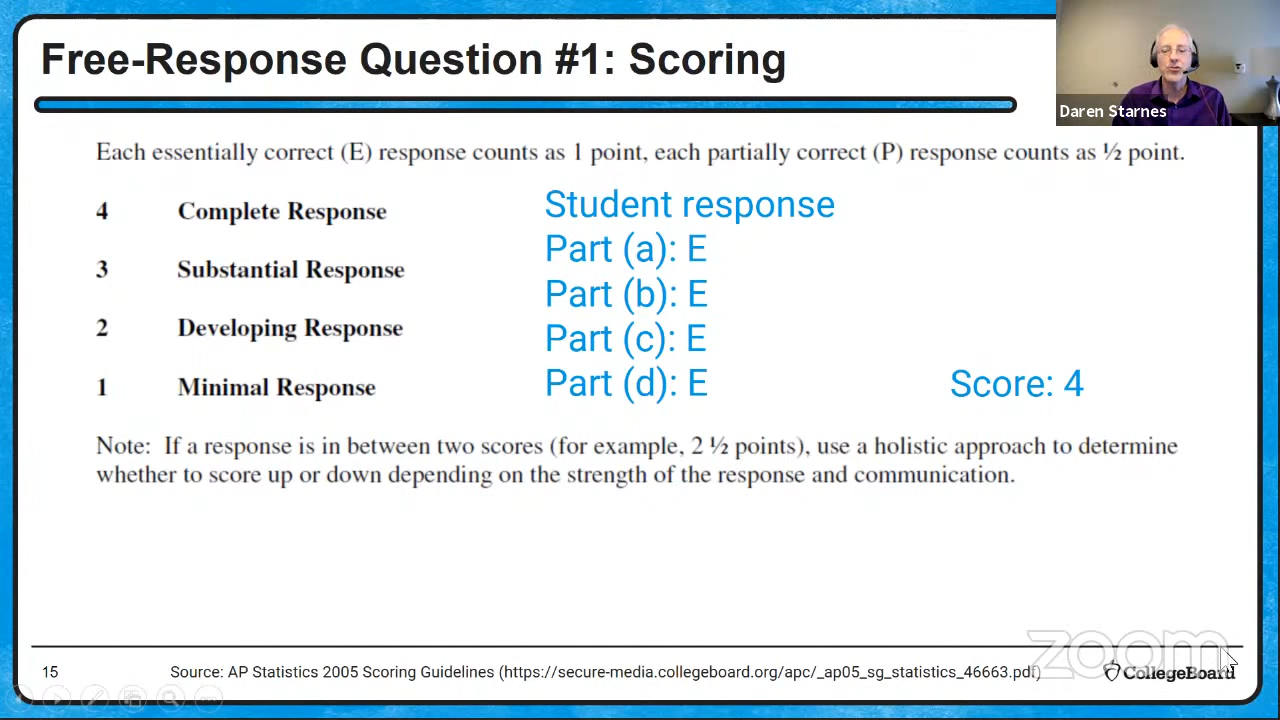 Free-Response Question #1: Scoring
Daren Starnes
Each essentially correct (E) response counts as 1 point, each partially correct (P) response counts as ½ point.
4 Complete Response
3 Substantial Response
2 Developing Response
1 Minimal Response
Student response
Part (a): E
Part (b): E
Part (c): E
Part (d): E
Score: 4
Note: If a response is in between two scores (for example, 2 ½ points), use a holistic approach to determine
whether to score up or down depending on the strength of the response and communication.
zoom
15 Source: AP Statistics 2005 Scoring Guidelines (https://secure-media.collegeboard.org/apc/_ap05_sg_statistics_46663.pdf)
CollegeBoard